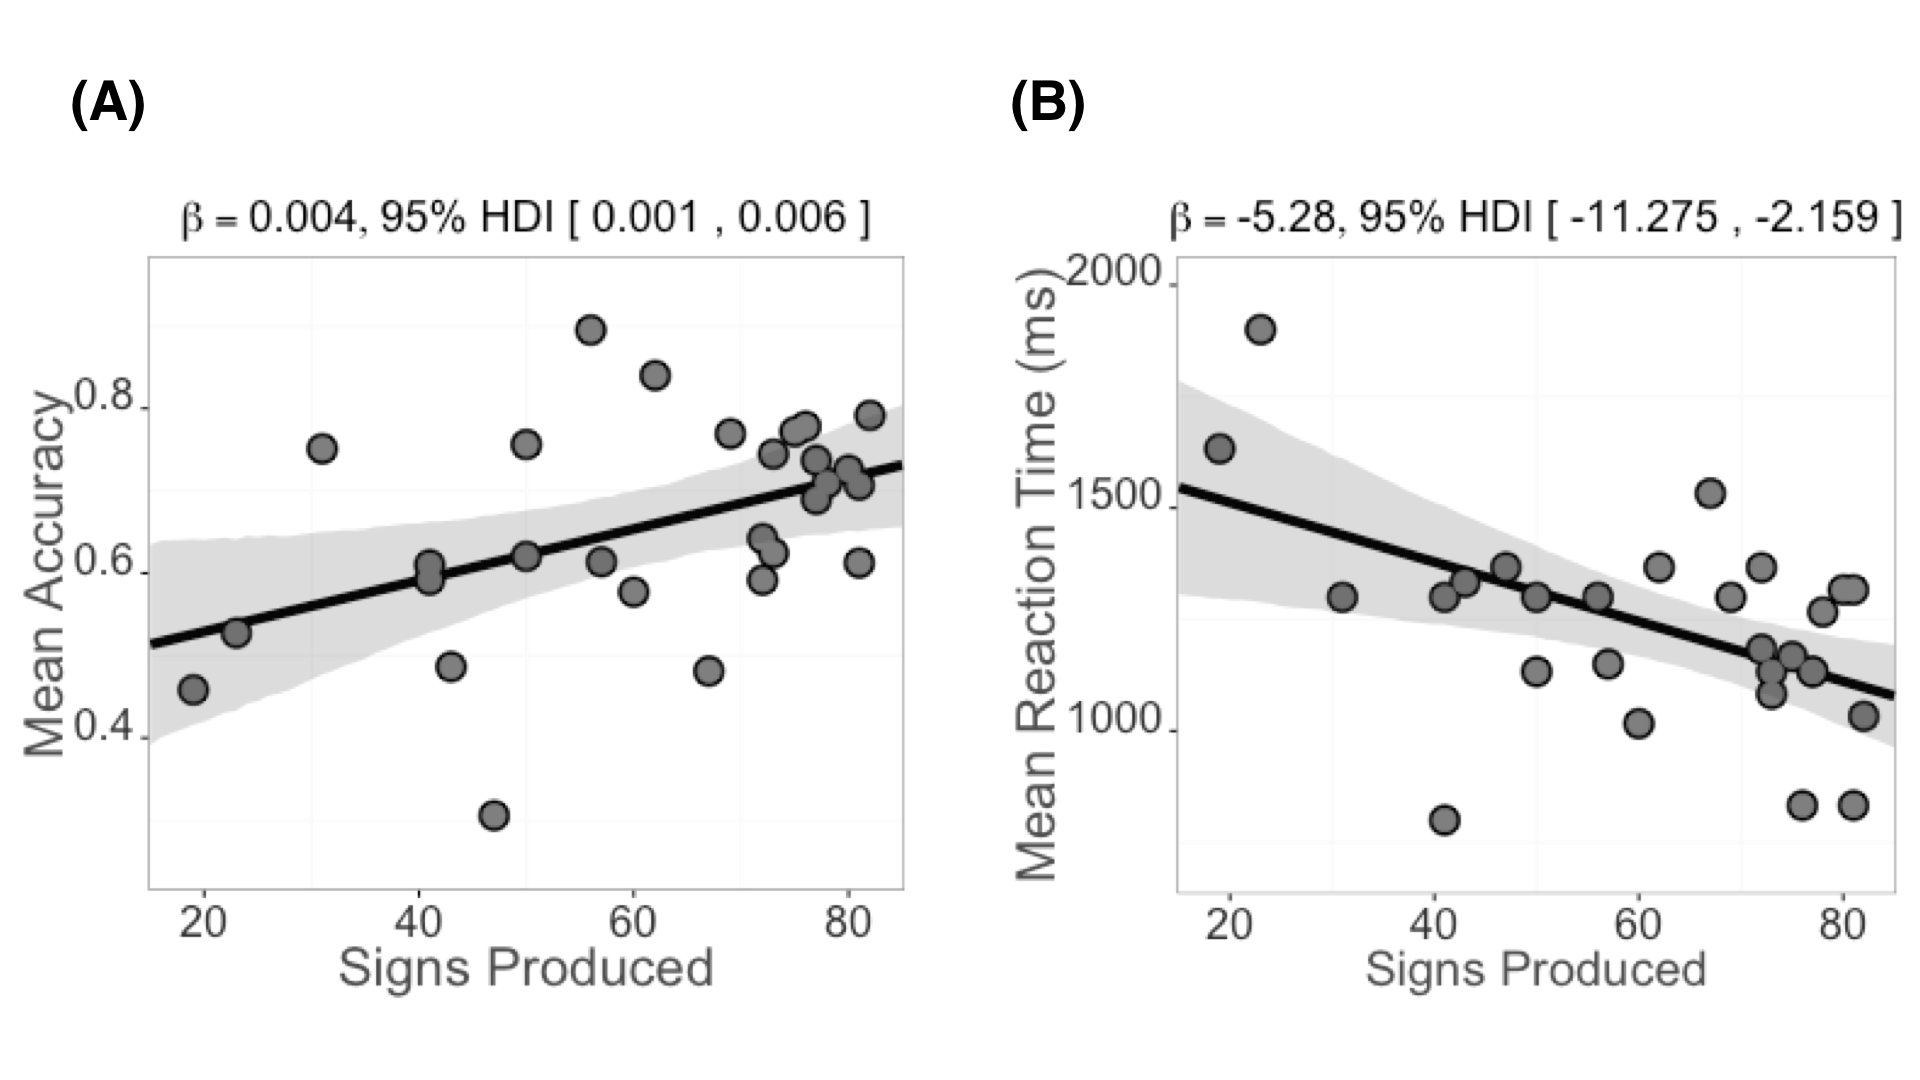 (A)
β = 0.004, 95% HDI [ 0.001 , 0.006 ]
Mean Accuracy
0.8
0.6
0.4
20 40 60 80
Signs Produced
(B)
β = -5.28, 95% HDI [ -11.275 , -2.159 ]
Mean Reaction Time (ms)
2000
1500
1000
20 40 60 80
Signs Produced